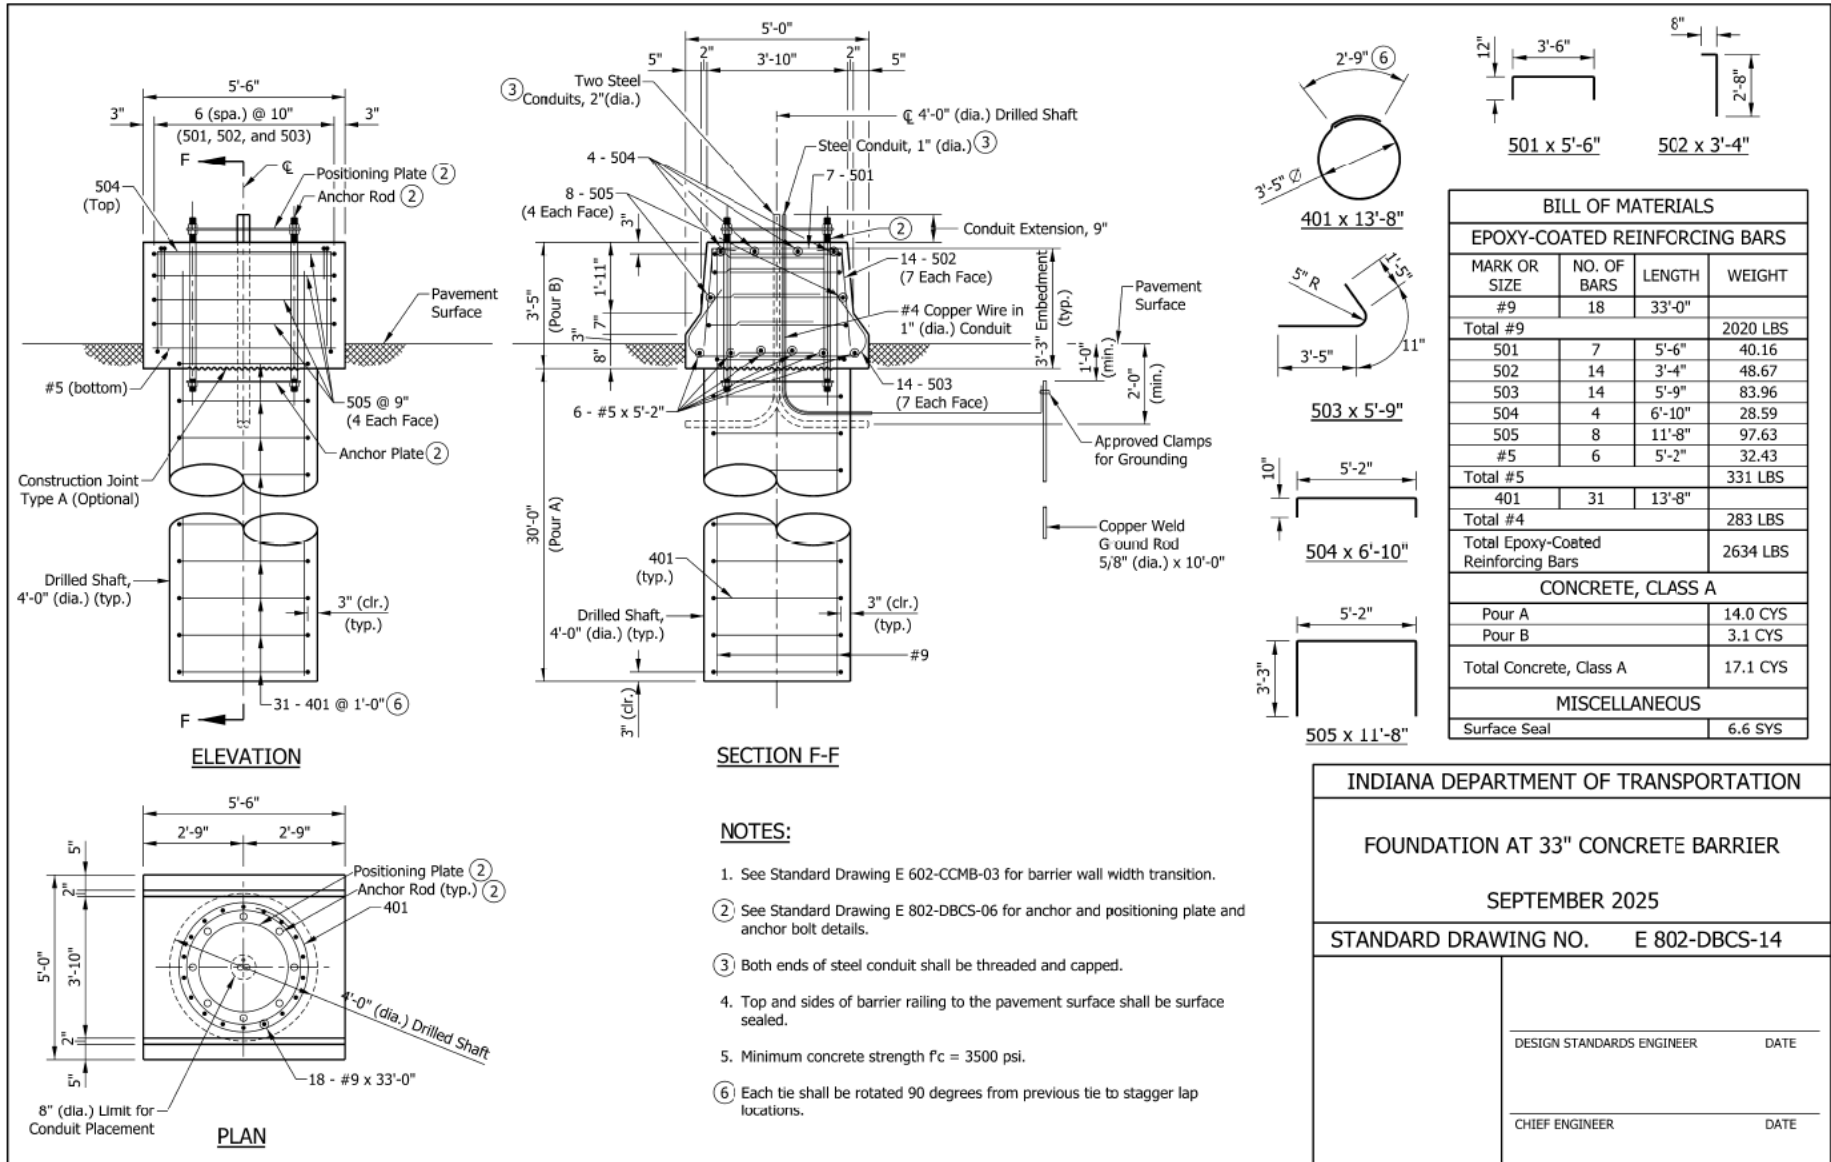 5'-6"
6 (spa.) @ 10"
3"
3"
(501, 502, and 503)
F
℄
Positioning Plate ②
Anchor Rod ②
504
(Top)
Pavement
Surface
#5 (bottom)
505 @ 9"
(4 Each Face)
Anchor Plate ②
Construction Joint
Type A (Optional)
Drilled Shaft,
4'-0" (dia.) (typ.)
3" (clr.)
(typ.)
31 - 401 @ 1'-0" ⑥
F
ELEVATION
5'-0"
5"
2"
3'-10"
2"
5"
Two Steel
③ Conduits, 2"(dia.)
℄ 4'-0" (dia.) Drilled Shaft
Steel Conduit, 1" (dia.) ③
4 - 504
7 - 501
8 - 505
(4 Each Face)
3"
②
Conduit Extension, 9"
14 - 502
(7 Each Face)
#4 Copper Wire in
1" (dia.) Conduit
3'-3" Embedment
(typ.)
Pavement
Surface
3'-5"
(Pour B)
1'-11"
7"
3"
8"
1'-0"
(min.)
2'-0"
(min.)
14 - 503
(7 Each Face)
6 - #5 x 5'-2"
Approved Clamps
for Grounding
30'-0"
(Pour A)
Copper Weld
Ground Rod
5/8" (dia.) x 10'-0"
401
(typ.)
Drilled Shaft,
4'-0" (dia.) (typ.)
3" (clr.)
(typ.)
#9
3" (clr.)
SECTION F-F
2'-9" ⑥
3'-5" Ø
401 x 13'-8"
12"
3'-6"
501 x 5'-6"
8"
2'-8"
502 x 3'-4"
5" R
1'-5"
11"
3'-5"
503 x 5'-9"
5'-2"
10"
504 x 6'-10"
5'-2"
3'-3"
505 x 11'-8"
BILL OF MATERIALS
EPOXY-COATED REINFORCING BARS
MARK OR SIZE NO. OF BARS LENGTH WEIGHT
#9 18 33'-0"
Total #9 2020 LBS
501 7 5'-6" 40.16
502 14 3'-4" 48.67
503 14 5'-9" 83.96
504 4 6'-10" 28.59
505 8 11'-8" 97.63
#5 6 5'-2" 32.43
Total #5 331 LBS
401 31 13'-8"
Total #4 283 LBS
Total Epoxy-Coated Reinforcing Bars 2634 LBS
CONCRETE, CLASS A
Pour A 14.0 CYS
Pour B 3.1 CYS
Total Concrete, Class A 17.1 CYS
MISCELLANEOUS
Surface Seal 6.6 SYS
5'-6"
2'-9"
2'-9"
5"
2"
5'-0"
3'-10"
2"
5"
Positioning Plate ②
Anchor Rod (typ.) ②
401
4'-0" (dia.) Drilled Shaft
18 - #9 x 33'-0"
8" (dia.) Limit for
Conduit Placement
PLAN
NOTES:
1. See Standard Drawing E 602-CCMB-03 for barrier wall width transition.
② See Standard Drawing E 802-DBCS-06 for anchor and positioning plate and
anchor bolt details.
③ Both ends of steel conduit shall be threaded and capped.
4. Top and sides of barrier railing to the pavement surface shall be surface
sealed.
5. Minimum concrete strength f'c = 3500 psi.
⑥ Each tie shall be rotated 90 degrees from previous tie to stagger lap
locations.
INDIANA DEPARTMENT OF TRANSPORTATION
FOUNDATION AT 33" CONCRETE BARRIER
SEPTEMBER 2025
STANDARD DRAWING NO. E 802-DBCS-14
DESIGN STANDARDS ENGINEER DATE
CHIEF ENGINEER DATE